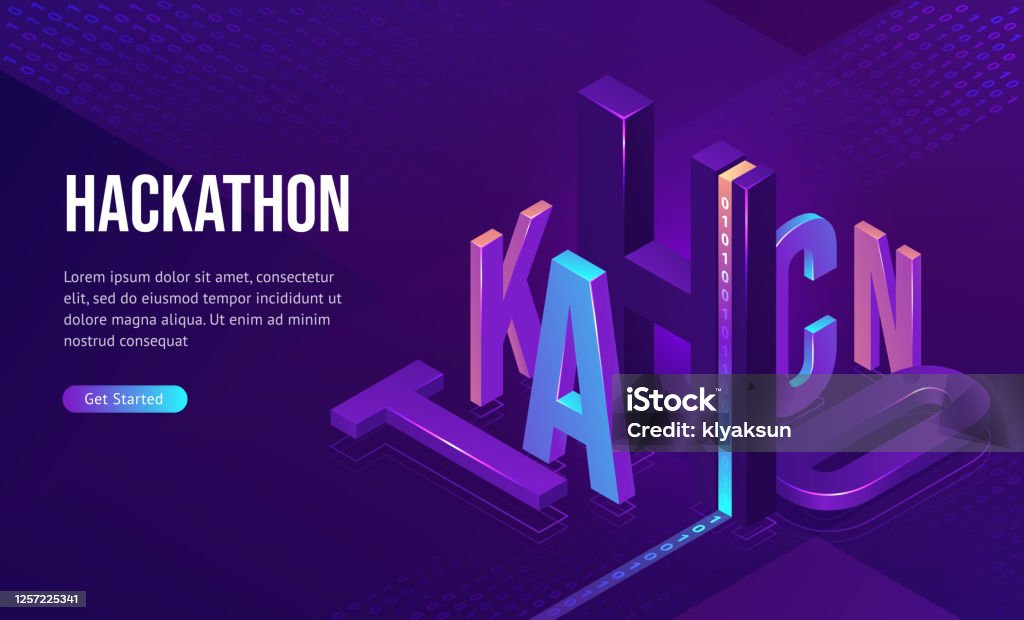 HACKATHON
Lorem ipsum dolor sit amet, consectetur
elit, sed do eiusmod tempor incididunt ut
dolore magna aliqua. Ut enim ad minim
nostrud consequat
Get Started
K
A
H
C
N
T
O
iStock™
Credit: klyaksun
1257225341